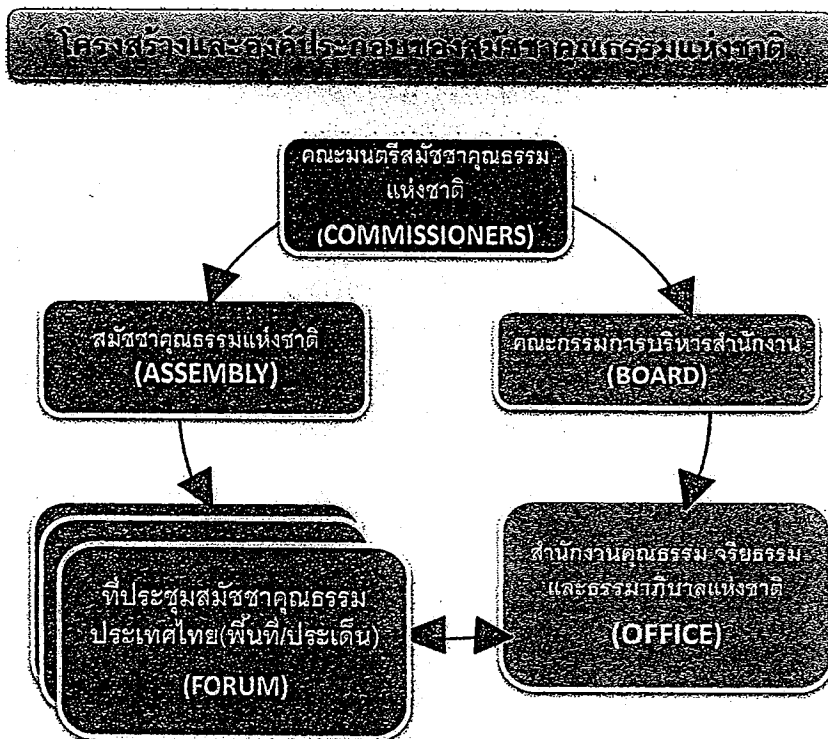 โครงสร้างและองค์ประกอบของสมัชชาคุณธรรมแห่งชาติ
คณะมนตรีสมัชชาคุณธรรม
แห่งชาติ
(COMMISSIONERS)
สมัชชาคุณธรรมแห่งชาติ
(ASSEMBLY)
คณะกรรมการบริหารสำนักงาน
(BOARD)
ที่ประชุมสมัชชาคุณธรรม
ประเทศไทย(พื้นที่/ประเด็น)
(FORUM)
สำนักงานคุณธรรม จริยธรรม
และธรรมาภิบาลแห่งชาติ
(OFFICE)